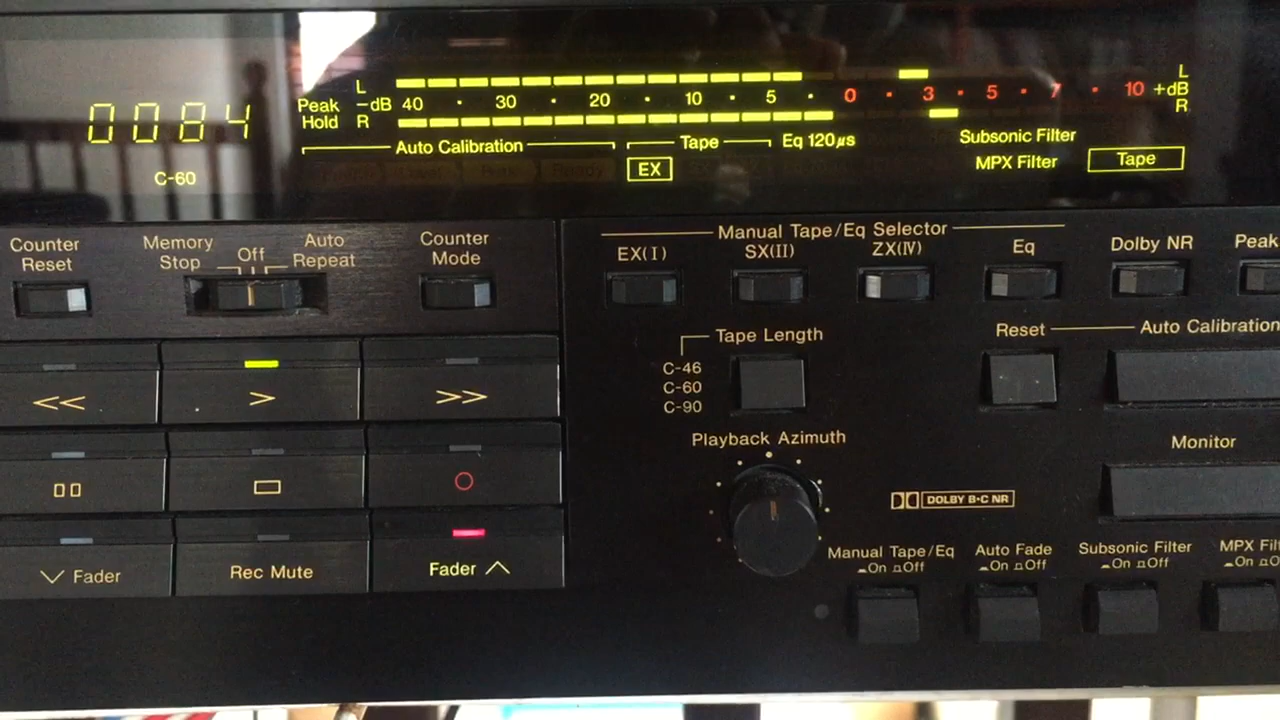 0084
C-60
Peak Hold
L
-dB 40 · 30 · 20 · 10 · 5 · 0 · 3 · 5 · 7 · 10 +dB
R
L
R
Auto Calibration
Tape
Eq 120µs
EX
Subsonic Filter
MPX Filter
Tape
Counter Reset
Memory Stop
Off
Auto Repeat
Counter Mode
Manual Tape/Eq Selector
EX(I)
SX(II)
ZX(IV)
Eq
Dolby NR
Peak
Tape Length
C-46
C-60
C-90
Reset
Auto Calibration
<<
>
>>
Playback Azimuth
Monitor
DOLBY B·C NR
Fader
Rec Mute
Fader
Manual Tape/Eq
On Off
Auto Fade
On Off
Subsonic Filter
On Off
MPX Fil
On O